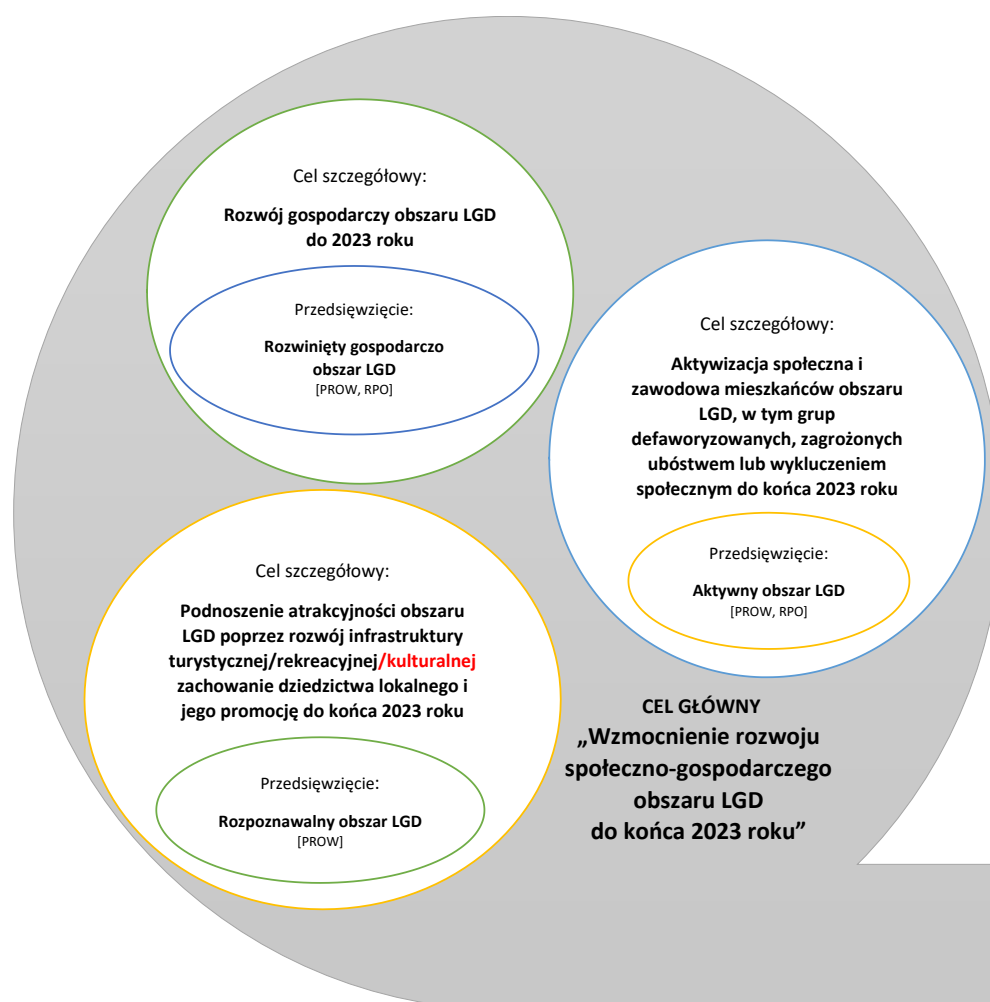 Cel szczegółowy:
Rozwój gospodarczy obszaru LGD
do 2023 roku
Przedsięwzięcie:
Rozwinięty gospodarczo
obszar LGD
[PROW, RPO]
Cel szczegółowy:
Aktywizacja społeczna i
zawodowa mieszkańców obszaru
LGD, w tym grup
defaworyzowanych, zagrożonych
ubóstwem lub wykluczeniem
społecznym do końca 2023 roku
Przedsięwzięcie:
Aktywny obszar LGD
[PROW, RPO]
Cel szczegółowy:
Podnoszenie atrakcyjności obszaru
LGD poprzez rozwój infrastruktury
turystycznej/rekreacyjnej/kulturalnej
zachowanie dziedzictwa lokalnego i
jego promocję do końca 2023 roku
Przedsięwzięcie:
Rozpoznawalny obszar LGD
[PROW]
CEL GŁÓWNY
„Wzmocnienie rozwoju
społeczno-gospodarczego
obszaru LGD
do końca 2023 roku”